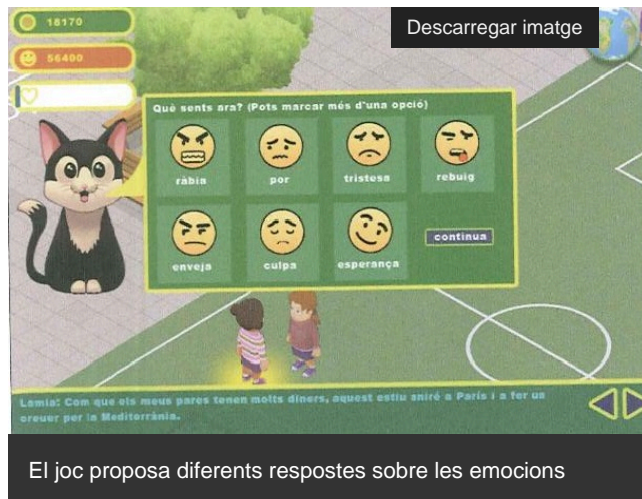 18170
Descarregar imatge
56400
Què sents ara? (Pots marcar més d'una opció)
ràbia
por
tristesa
rebuig
enveja
culpa
esperança
continua
Lamia: Com que els meus pares tenen molts diners, aquest estiu aniré a París i a fer un
creuer per la Mediterrània.
El joc proposa diferents respostes sobre les emocions